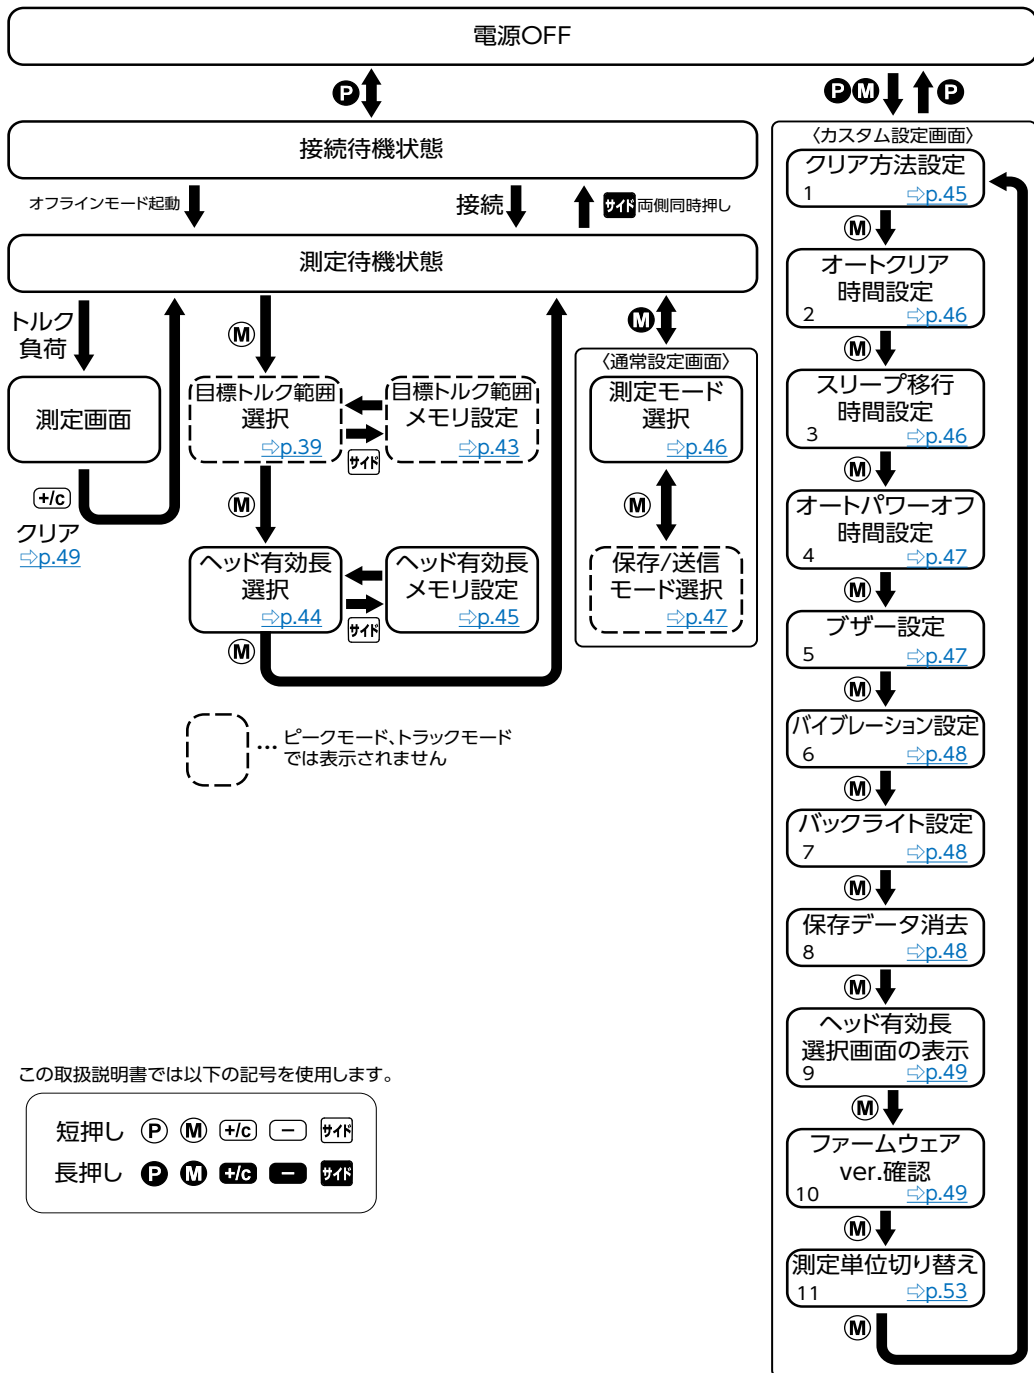 電源OFF
P
PM
P
接続待機状態
オフラインモード起動
接続
サイド 両側同時押し
測定待機状態
トルク
負荷
測定画面
+/c
クリア
⇨p.49
M
目標トルク範囲
選択
⇨p.39
サイド
目標トルク範囲
メモリ設定
⇨p.43
M
ヘッド有効長
選択
⇨p.44
サイド
ヘッド有効長
メモリ設定
⇨p.45
M
M
〈通常設定画面〉
測定モード
選択
⇨p.46
M
保存/送信
モード選択
⇨p.47
… ピークモード、トラックモード
では表示されません
〈カスタム設定画面〉
クリア方法設定
1 ⇨p.45
M
オートクリア
時間設定
2 ⇨p.46
M
スリープ移行
時間設定
3 ⇨p.46
M
オートパワーオフ
時間設定
4 ⇨p.47
M
ブザー設定
5 ⇨p.47
M
バイブレーション設定
6 ⇨p.48
M
バックライト設定
7 ⇨p.48
M
保存データ消去
8 ⇨p.48
M
ヘッド有効長
選択画面の表示
9 ⇨p.49
M
ファームウェア
ver.確認
10 ⇨p.49
M
測定単位切り替え
11 ⇨p.53
M
この取扱説明書では以下の記号を使用します。
短押し P M +/c − サイド
長押し P M +/c − サイド